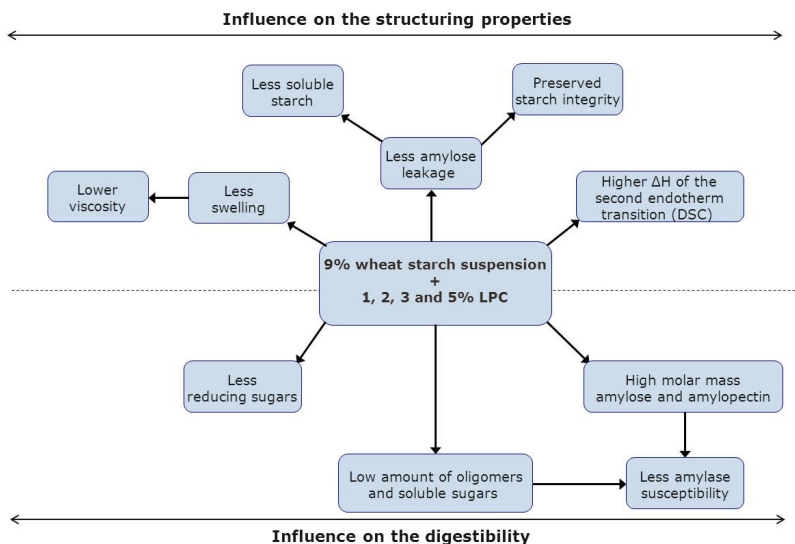 Influence on the structuring properties
Less soluble
starch
Preserved
starch integrity
Less amylose
leakage
Lower
viscosity
Less
swelling
Higher ΔH of the
second endotherm
transition (DSC)
9% wheat starch suspension
+
1, 2, 3 and 5% LPC
Less
reducing sugars
High molar mass
amylose and amylopectin
Low amount of oligomers
and soluble sugars
Less amylase
susceptibility
Influence on the digestibility